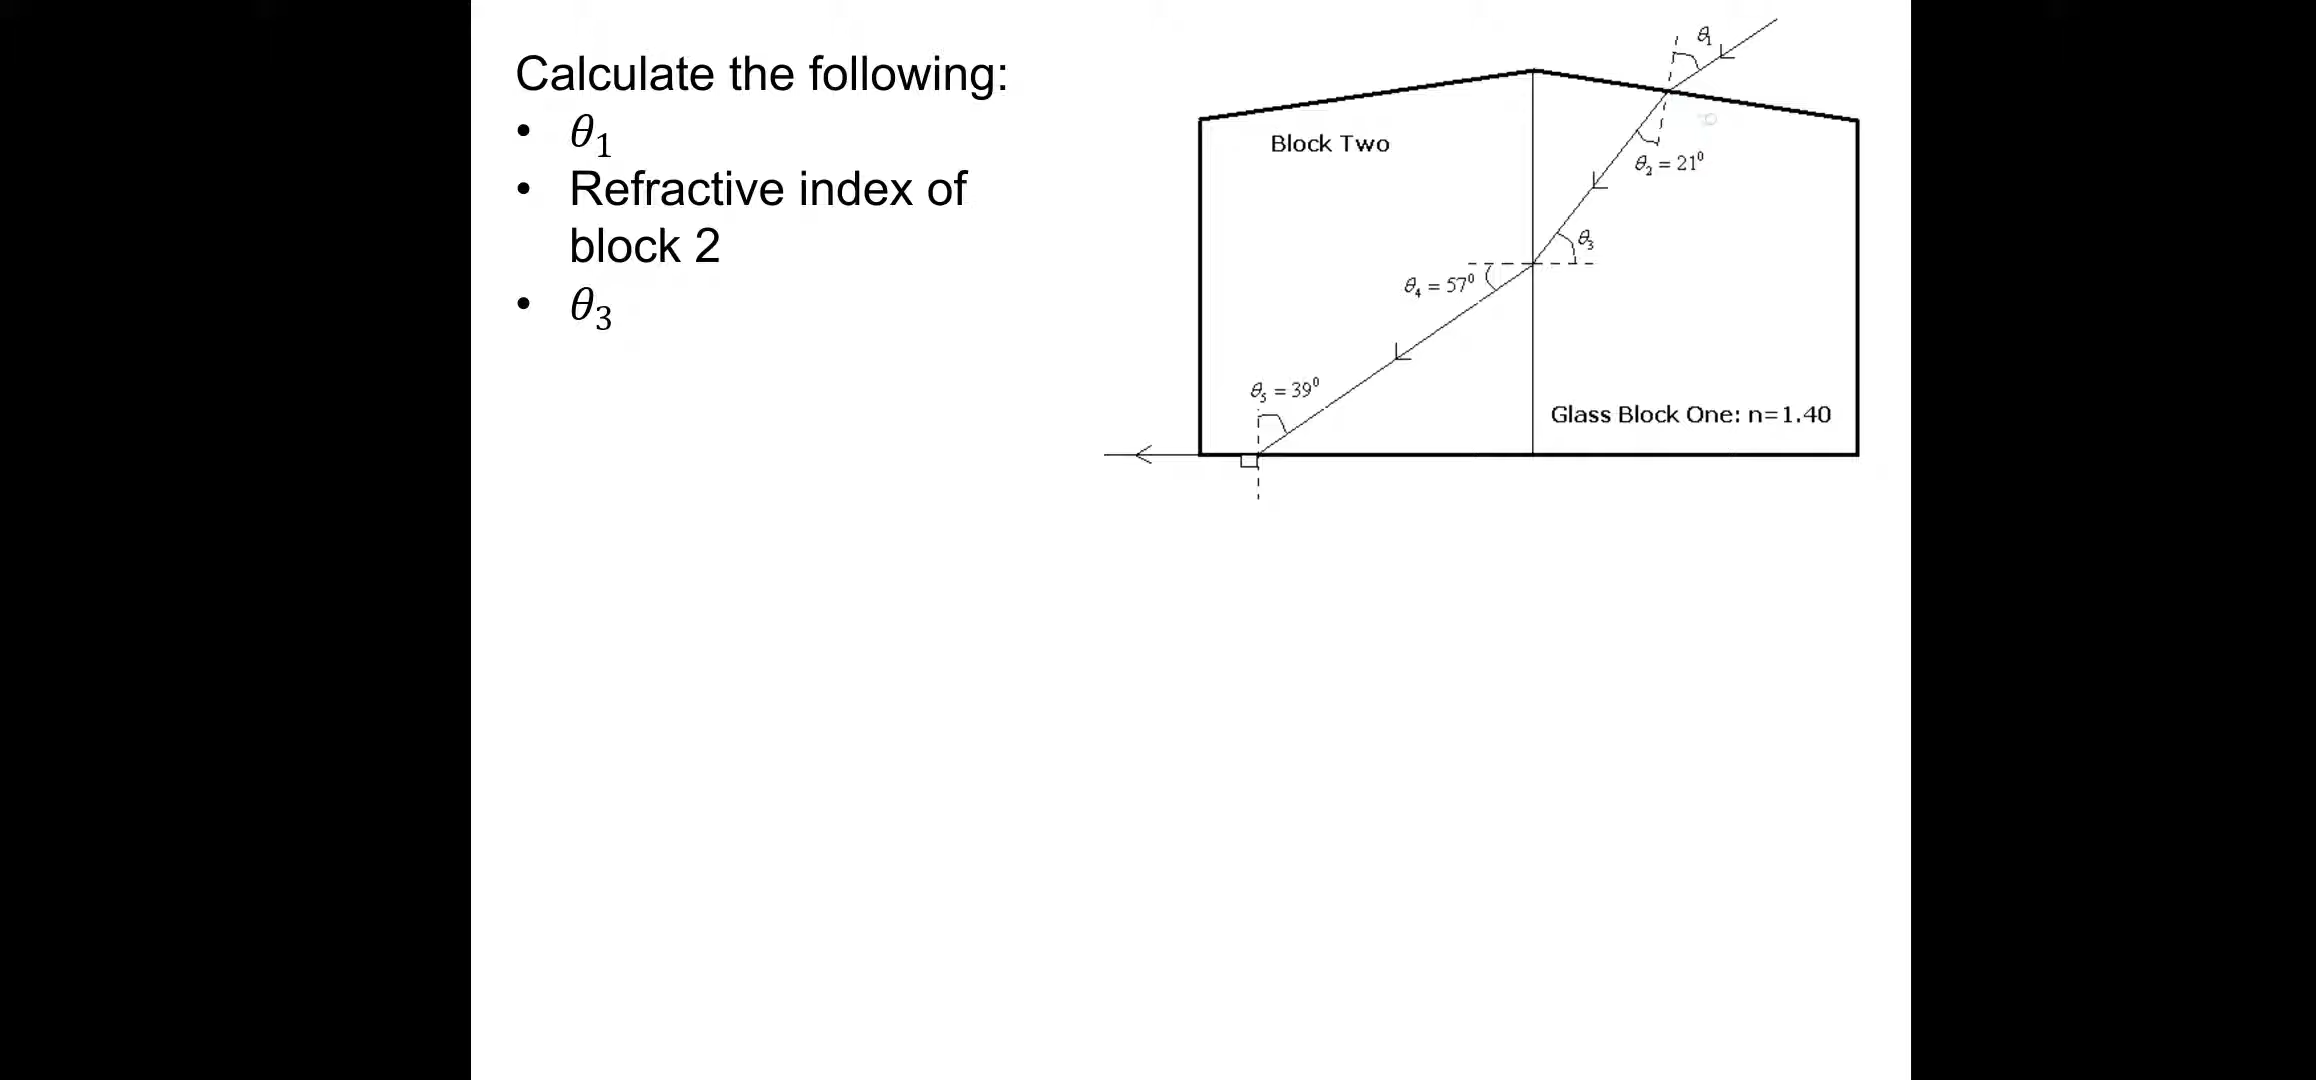 Calculate the following:
• θ₁
• Refractive index of
block 2
• θ₃
θ₁
Block Two
θ₂ = 21⁰
θ₃
θ₄ = 57⁰
θ₅ = 39⁰
Glass Block One: n=1.40